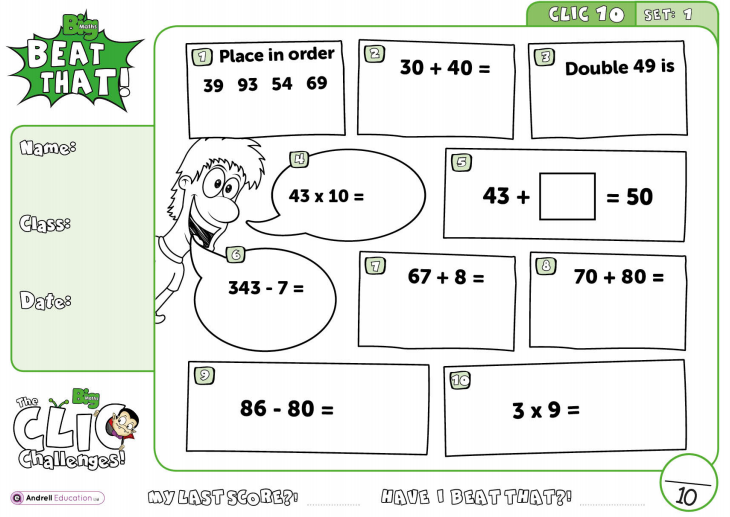 Big Maths
BEAT
THAT!
CLIC 10 SET: 1
Name:
Class:
Date:
1 Place in order
39 93 54 69
2
30 + 40 =
3
Double 49 is
4
43 x 10 =
5
43 + = 50
6
343 - 7 =
7
67 + 8 =
8
70 + 80 =
9
86 - 80 =
10
3 x 9 =
Big Maths
The
CLIC
Challenges!
Andrell Education Ltd
MY LAST SCORE?! HAVE I BEAT THAT?!
10